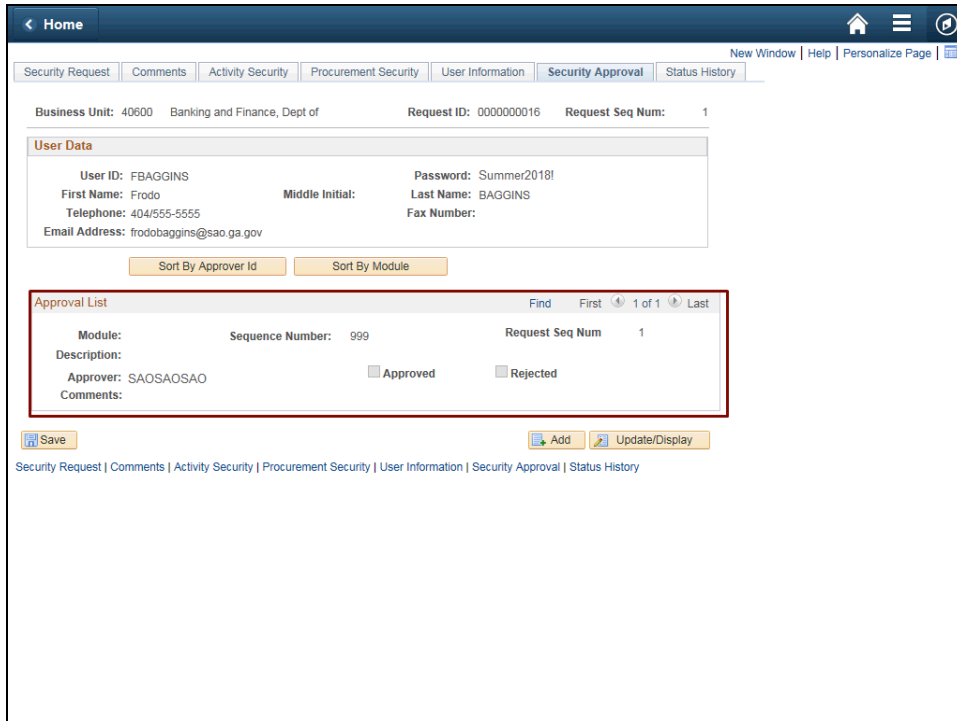 Home
New Window | Help | Personalize Page |
Security Request Comments Activity Security Procurement Security User Information Security Approval Status History
Business Unit: 40600 Banking and Finance, Dept of Request ID: 0000000016 Request Seq Num: 1
User Data
User ID: FBAGGINS Password: Summer2018!
First Name: Frodo Middle Initial: Last Name: BAGGINS
Telephone: 404/555-5555 Fax Number:
Email Address: frodobaggins@sao.ga.gov
Sort By Approver Id Sort By Module
Approval List Find First 1 of 1 Last
Module: Sequence Number: 999 Request Seq Num 1
Description:
Approver: SAOSAOSAO Approved Rejected
Comments:
Save Add Update/Display
Security Request | Comments | Activity Security | Procurement Security | User Information | Security Approval | Status History